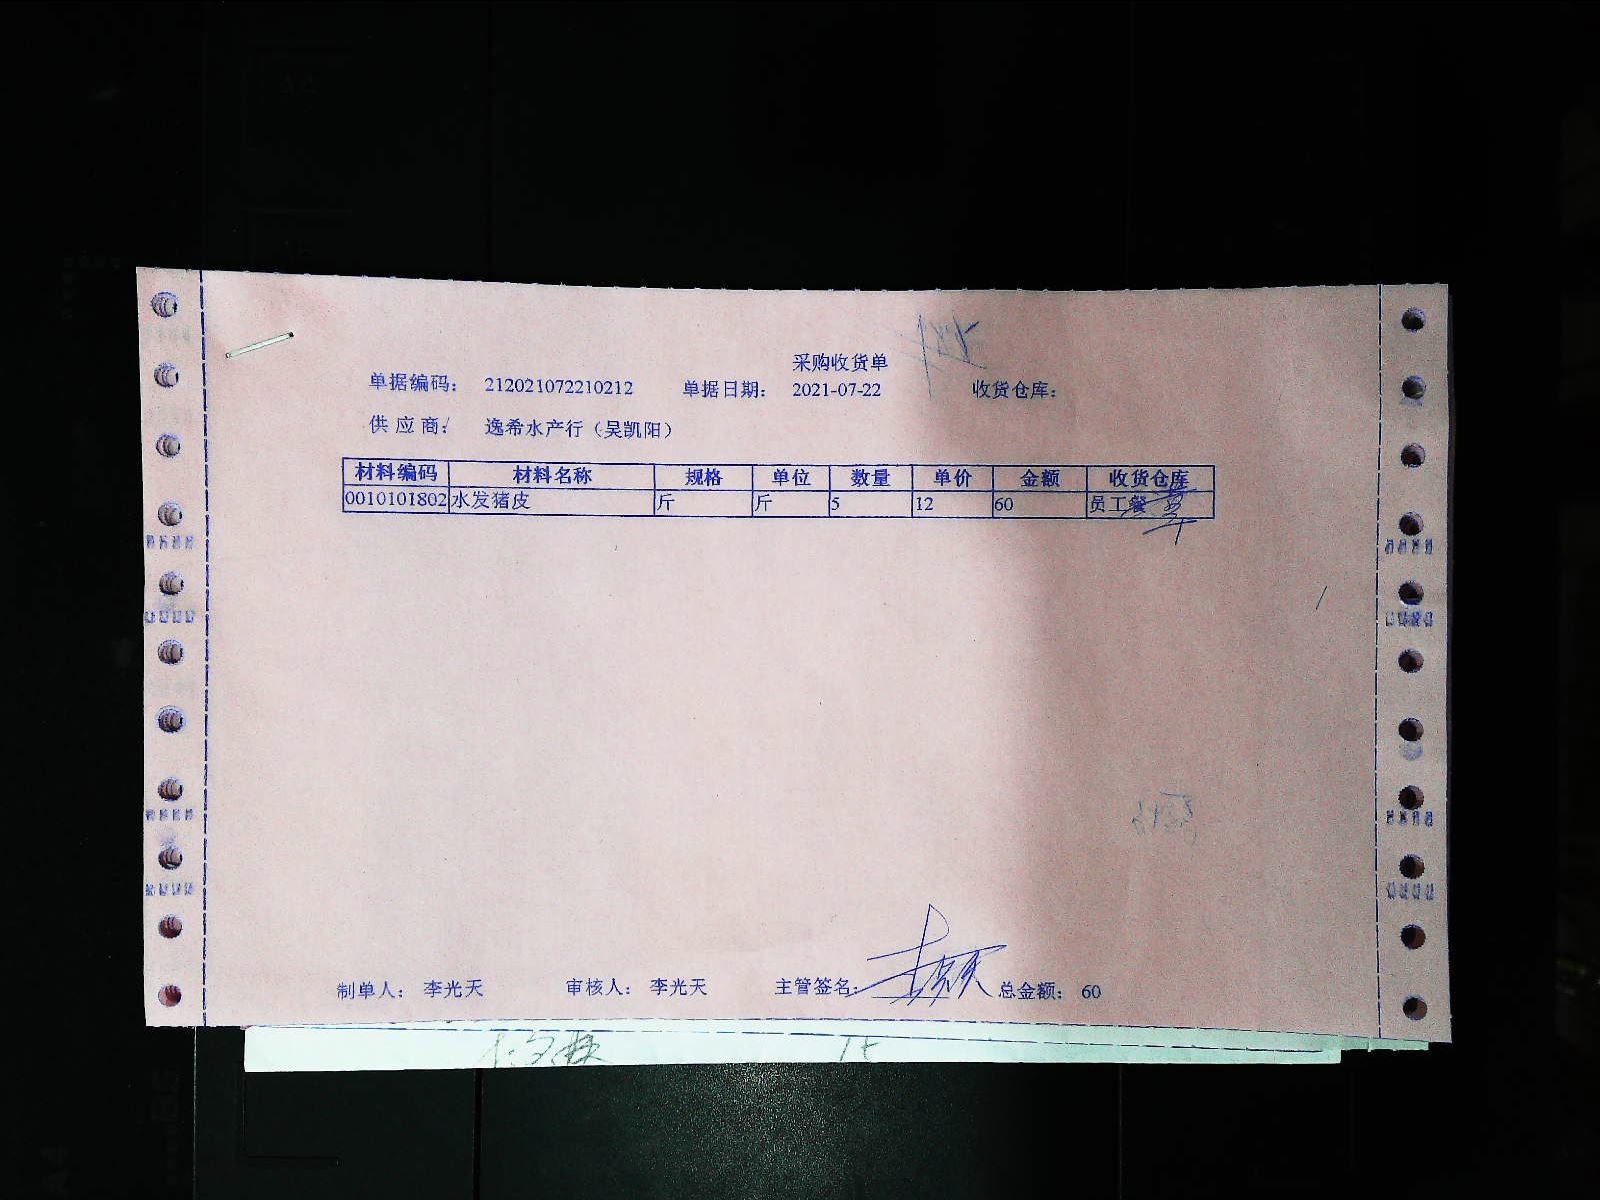 采购收货单
单据编码： 212021072210212 单据日期： 2021-07-22 收货仓库：
供 应 商： 逸希水产行（吴凯阳）
材料编码 材料名称 规格 单位 数量 单价 金额 收货仓库
0010101802 水发猪皮 斤 斤 5 12 60 员工餐
制单人： 李光天 审核人： 李光天 主管签名： 总金额： 60